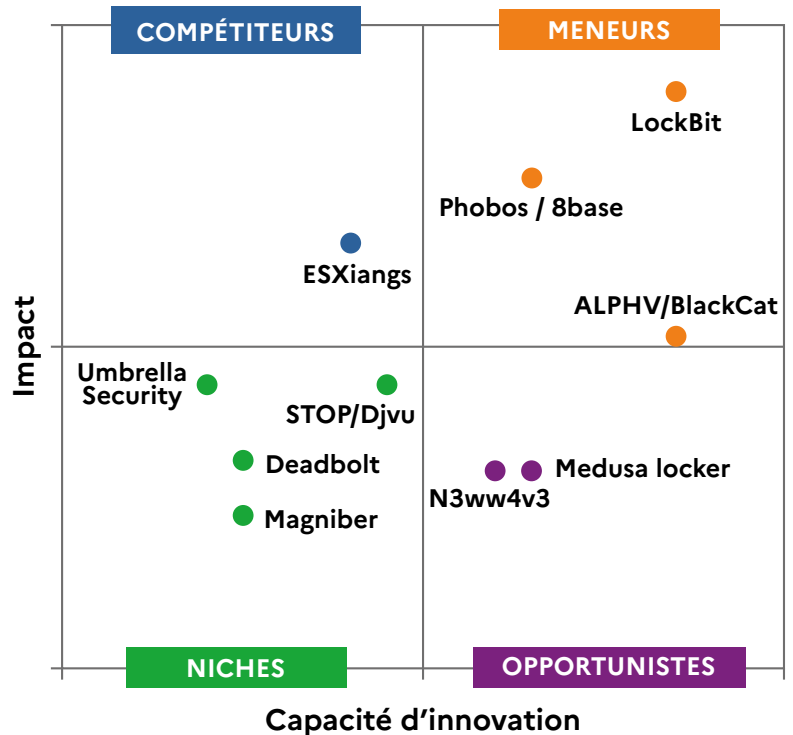 COMPÉTITEURS
MENEURS
LockBit
Phobos / 8base
ESXiangs
ALPHV/BlackCat
Impact
Umbrella
Security
STOP/Djvu
Deadbolt
Medusa locker
N3ww4v3
Magniber
NICHES
OPPORTUNISTES
Capacité d’innovation